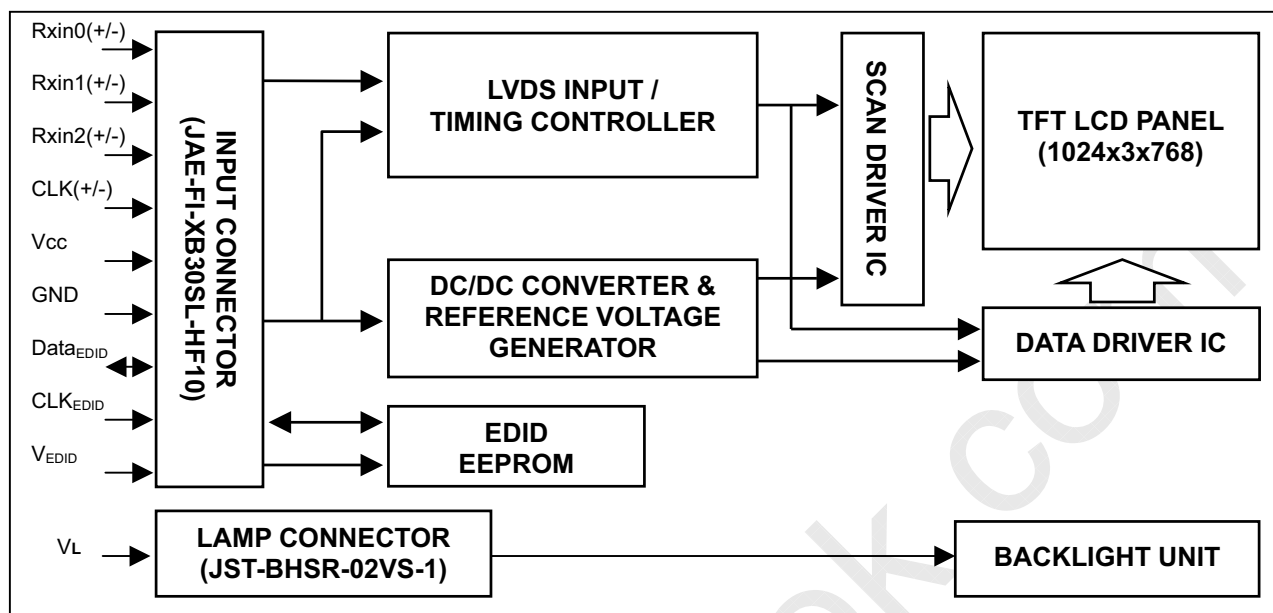 Rxin0(+/-)
Rxin1(+/-)
Rxin2(+/-)
CLK(+/-)
Vcc
GND
DataEDID
CLKEDID
VEDID
VL
INPUT CONNECTOR
(JAE-FI-XB30SL-HF10)
LVDS INPUT /
TIMING CONTROLLER
DC/DC CONVERTER &
REFERENCE VOLTAGE
GENERATOR
EDID
EEPROM
LAMP CONNECTOR
(JST-BHSR-02VS-1)
SCAN DRIVER IC
TFT LCD PANEL
(1024x3x768)
DATA DRIVER IC
BACKLIGHT UNIT